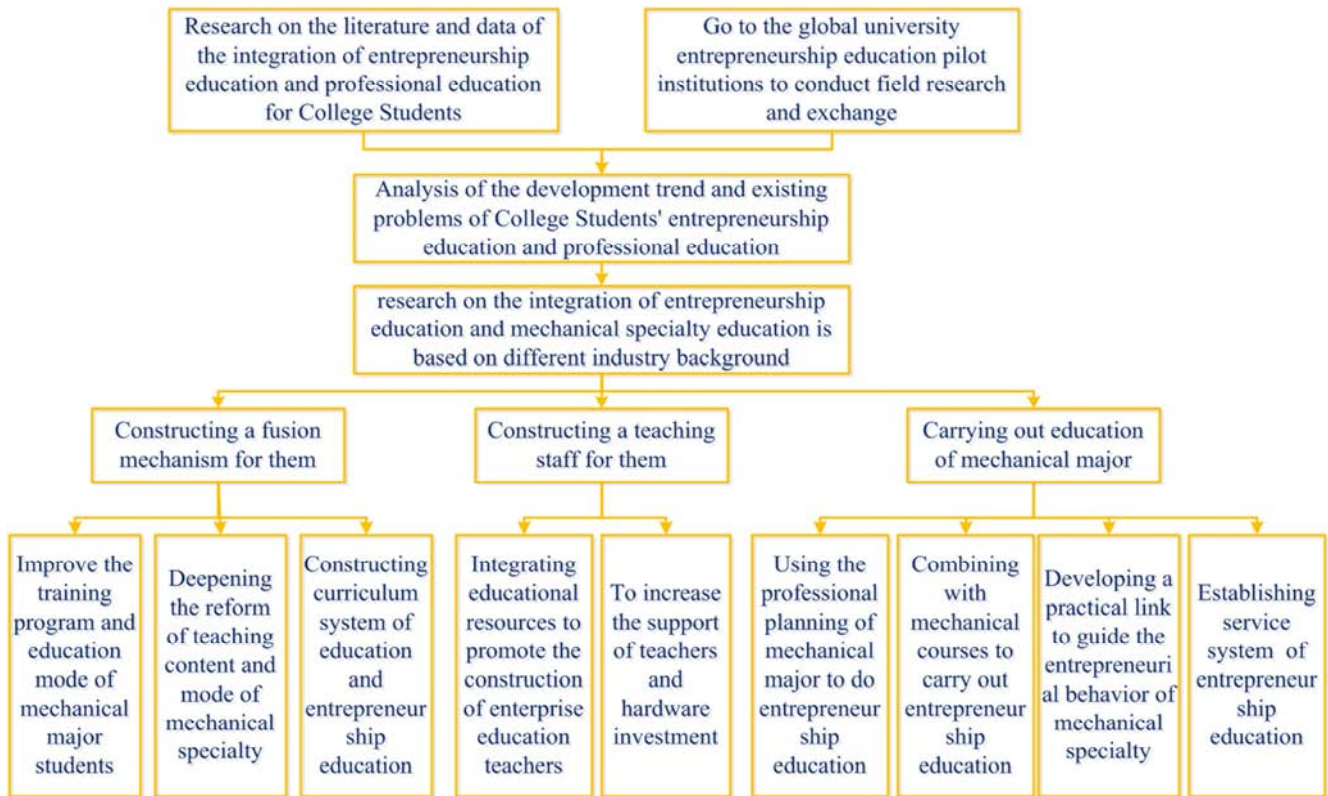 Research on the literature and data of
the integration of entrepreneurship
education and professional education
for College Students
Go to the global university
entrepreneurship education pilot
institutions to conduct field research
and exchange
Analysis of the development trend and existing
problems of College Students' entrepreneurship
education and professional education
research on the integration of entrepreneurship
education and mechanical specialty education is
based on different industry background
Constructing a fusion
mechanism for them
Constructing a teaching
staff for them
Carrying out education
of mechanical major
Improve the
training
program and
education
mode of
mechanical
major
students
Deepening
the reform
of teaching
content and
mode of
mechanical
specialty
Constructing
curriculum
system of
education
and
entrepreneur
ship
education
Integrating
educational
resources to
promote the
construction
of enterprise
education
teachers
To increase
the support
of teachers
and
hardware
investment
Using the
professional
planning of
mechanical
major to do
entrepreneur
ship
education
Combining
with
mechanical
courses to
carry out
entrepreneur
ship
education
Developing a
practical link
to guide the
entrepreneuri
al behavior of
mechanical
specialty
Establishing
service
system of
entrepreneur
ship
education